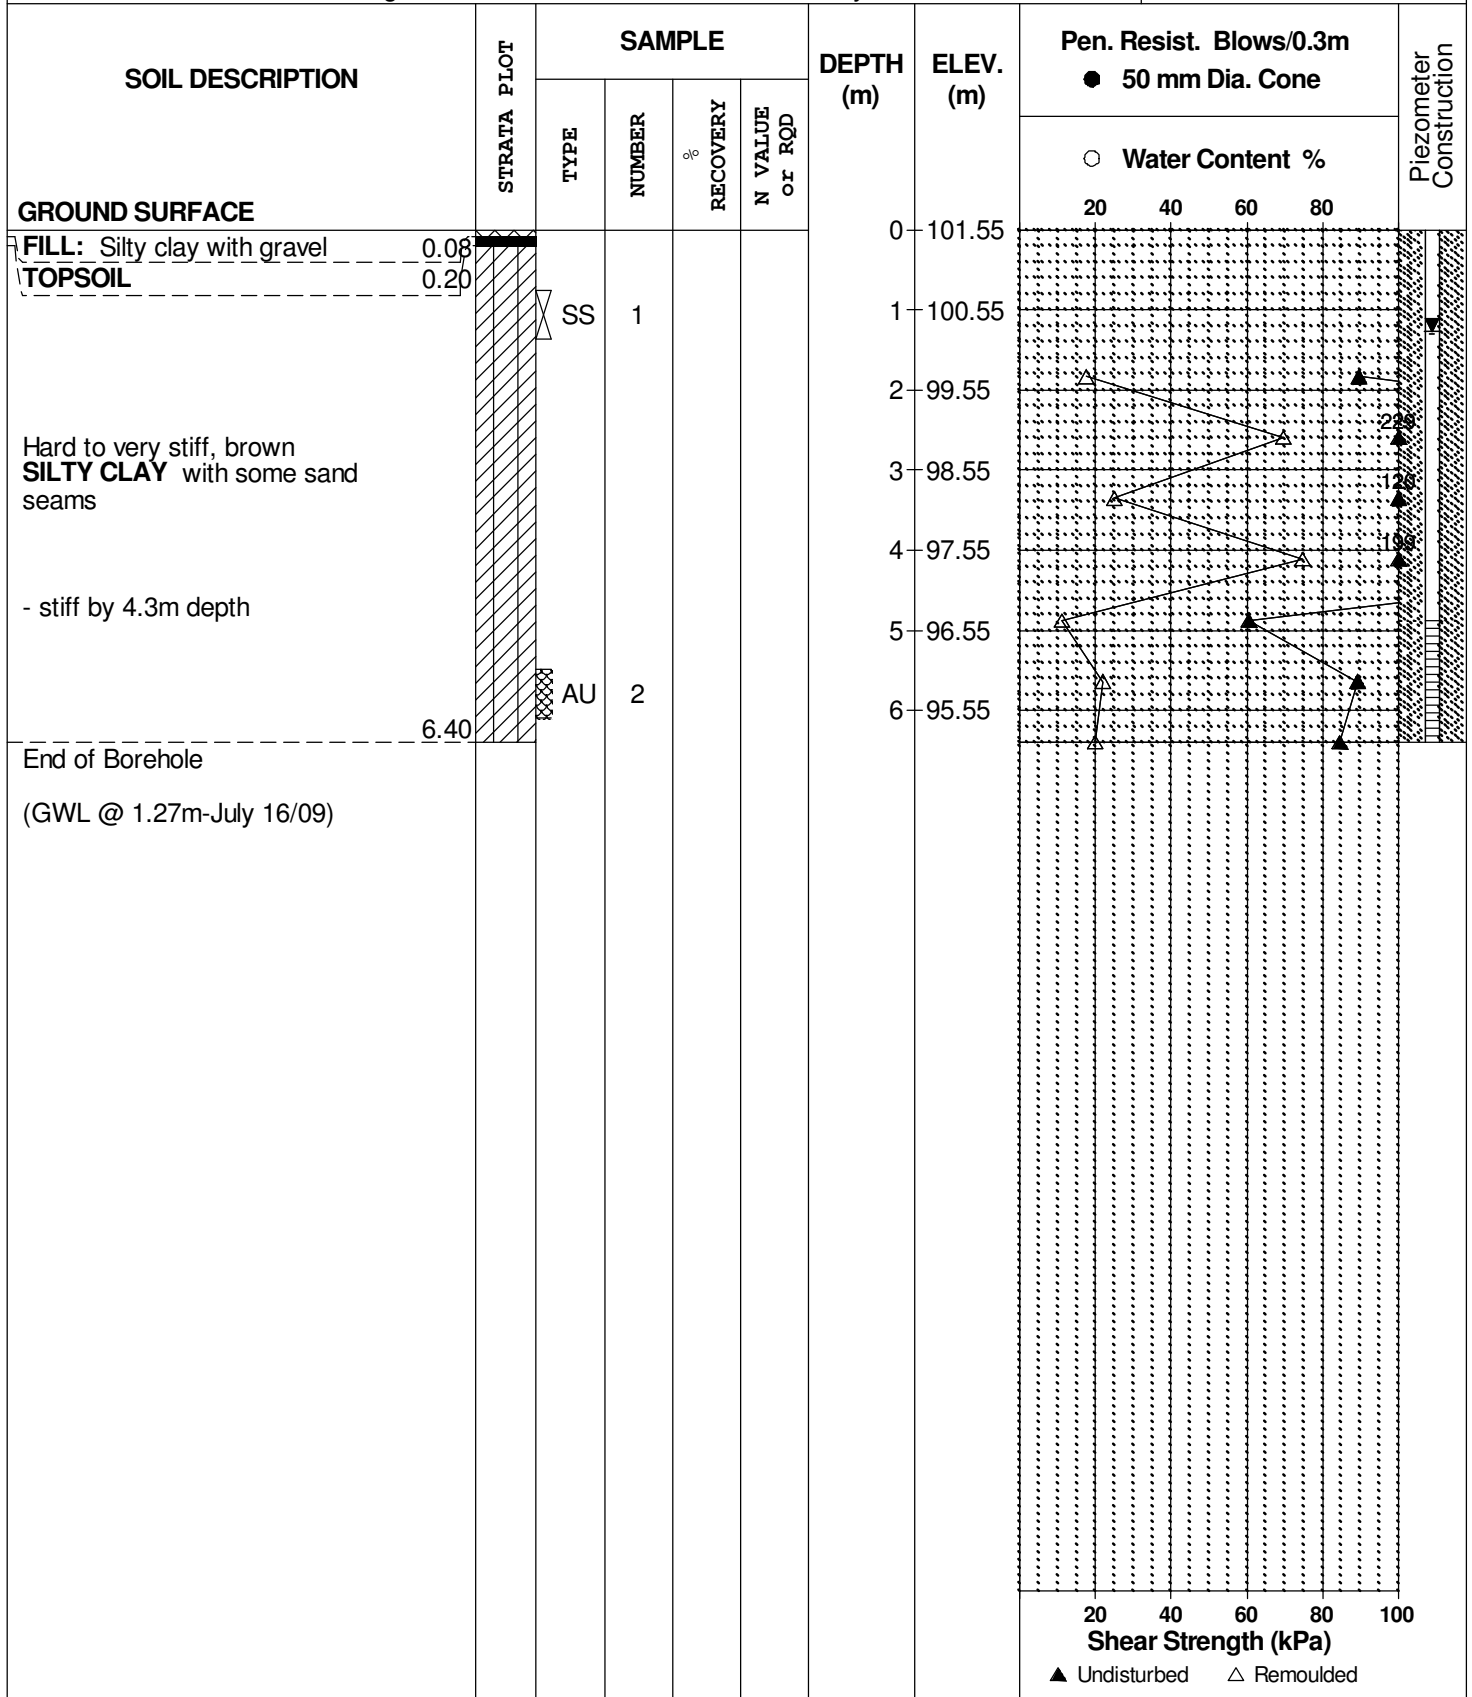 SOIL DESCRIPTION
GROUND SURFACE
STRATA PLOT
SAMPLE
TYPE
NUMBER
%
RECOVERY
N VALUE
or RQD
DEPTH
(m)
ELEV.
(m)
Pen. Resist. Blows/0.3m
● 50 mm Dia. Cone
○ Water Content %
20 40 60 80
Piezometer
Construction
FILL: Silty clay with gravel 0.08
TOPSOIL 0.20
0 101.55
SS 1
1 100.55
2 99.55
229
Hard to very stiff, brown
SILTY CLAY with some sand
seams
3 98.55
120
4 97.55
199
- stiff by 4.3m depth
5 96.55
AU 2
6 95.55
6.40
End of Borehole
(GWL @ 1.27m-July 16/09)
20 40 60 80 100
Shear Strength (kPa)
▲ Undisturbed △ Remoulded